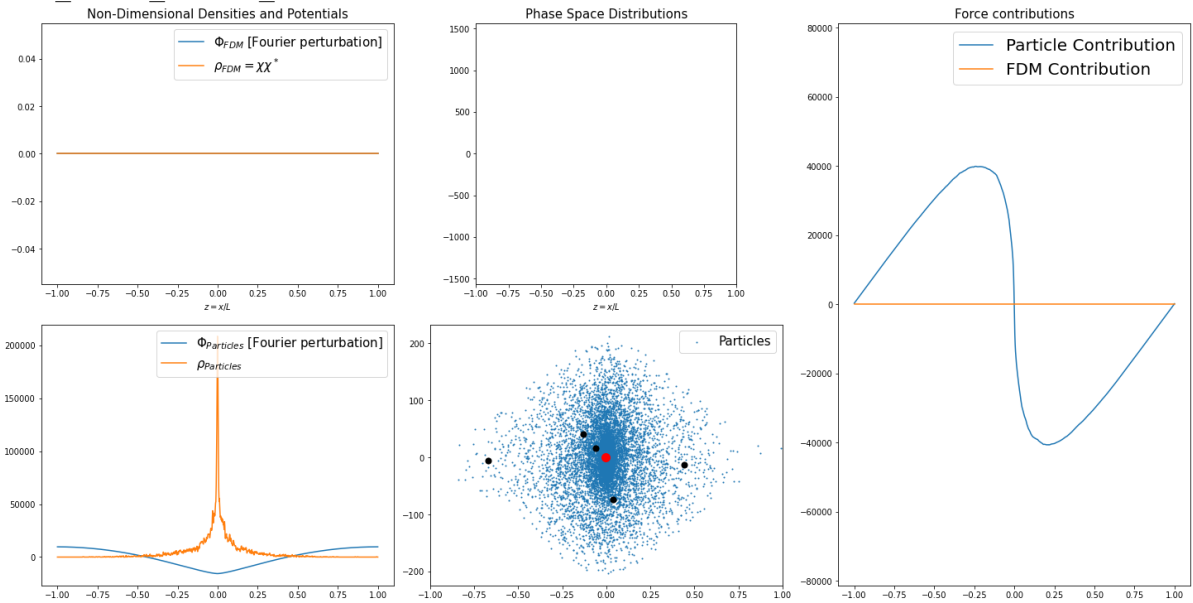 Non-Dimensional Densities and Potentials
Φ_FDM [Fourier perturbation]
ρ_FDM = χχ*
0.04
0.02
0.00
−0.02
−0.04
−1.00 −0.75 −0.50 −0.25 0.00 0.25 0.50 0.75 1.00
z = x/L
Phase Space Distributions
1500
1000
500
0
−500
−1000
−1500
−1.00 −0.75 −0.50 −0.25 0.00 0.25 0.50 0.75 1.00
z = x/L
Force contributions
Particle Contribution
FDM Contribution
80000
60000
40000
20000
0
−20000
−40000
−60000
−80000
−1.00 −0.75 −0.50 −0.25 0.00 0.25 0.50 0.75 1.00
Φ_Particles [Fourier perturbation]
ρ_Particles
200000
150000
100000
50000
0
−1.00 −0.75 −0.50 −0.25 0.00 0.25 0.50 0.75 1.00
Particles
200
100
0
−100
−200
−1.00 −0.75 −0.50 −0.25 0.00 0.25 0.50 0.75 1.00